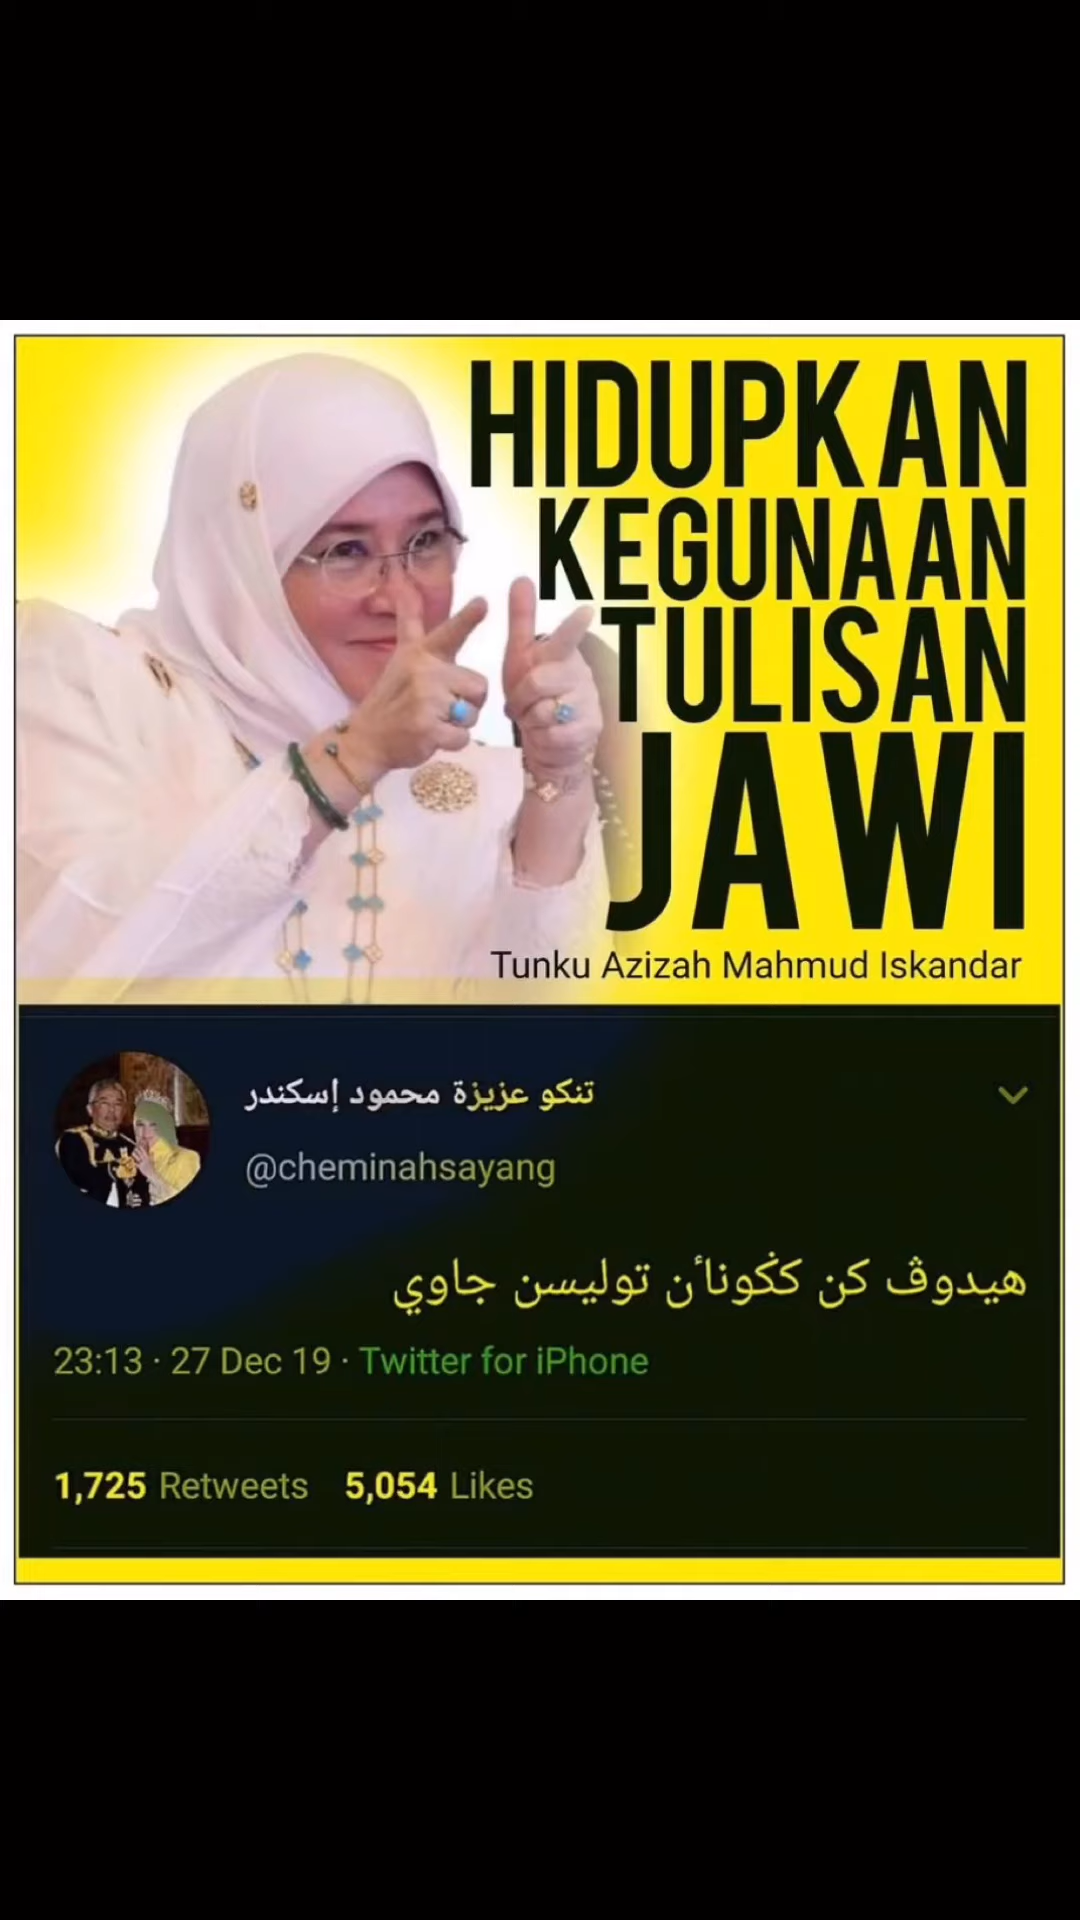 HIDUPKAN
KEGUNAAN
TULISAN
JAWI
Tunku Azizah Mahmud Iskandar
تنكو عزيزة محمود إسكندر
@cheminahsayang
هيدوڤ كن ككݢوناٴن توليسن جاوي
23:13 · 27 Dec 19 · Twitter for iPhone
1,725 Retweets 5,054 Likes